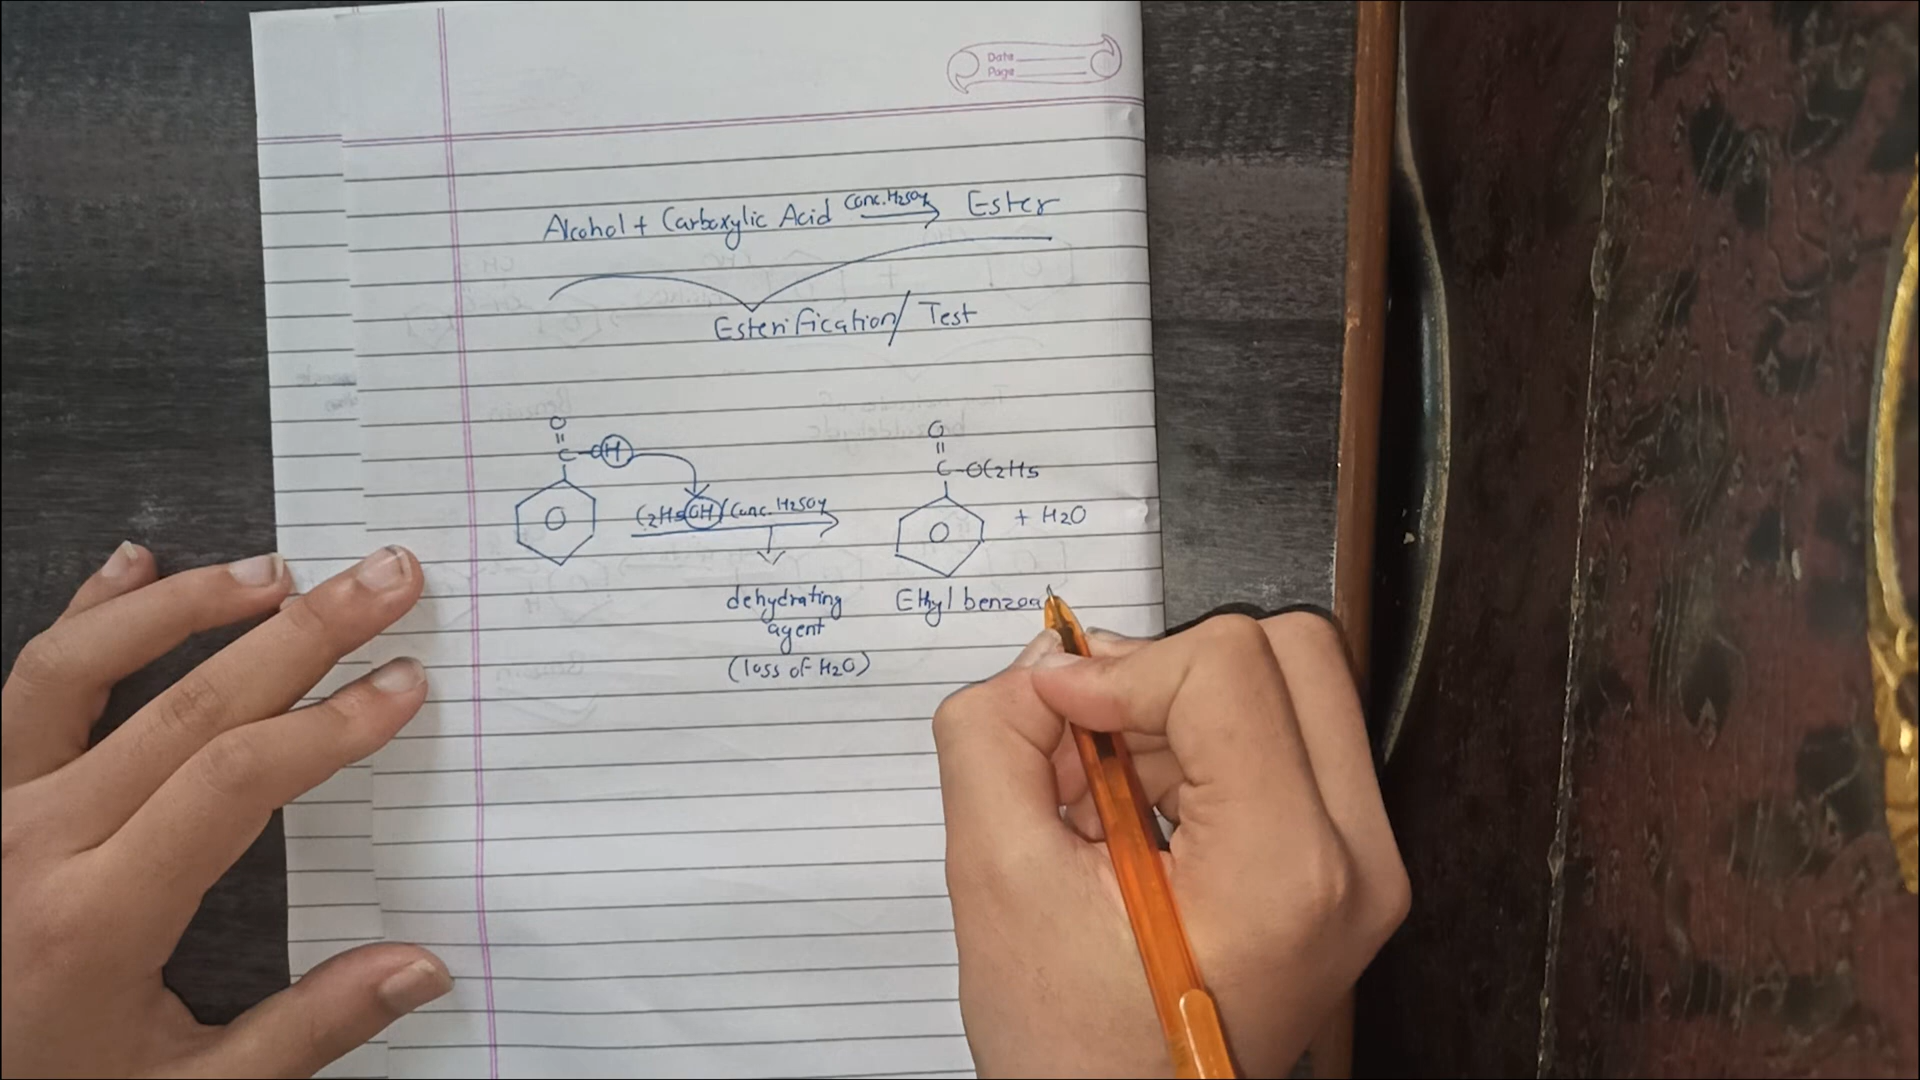 Date
Page
Alcohol + Carboxylic Acid Conc. H2SO4 → Ester
Esterification/ Test
O
C-OH
C2H5OH/Conc. H2SO4
dehydrating
agent
(loss of H2O)
O
C-OC2H5
+ H2O
Ethyl benzoa